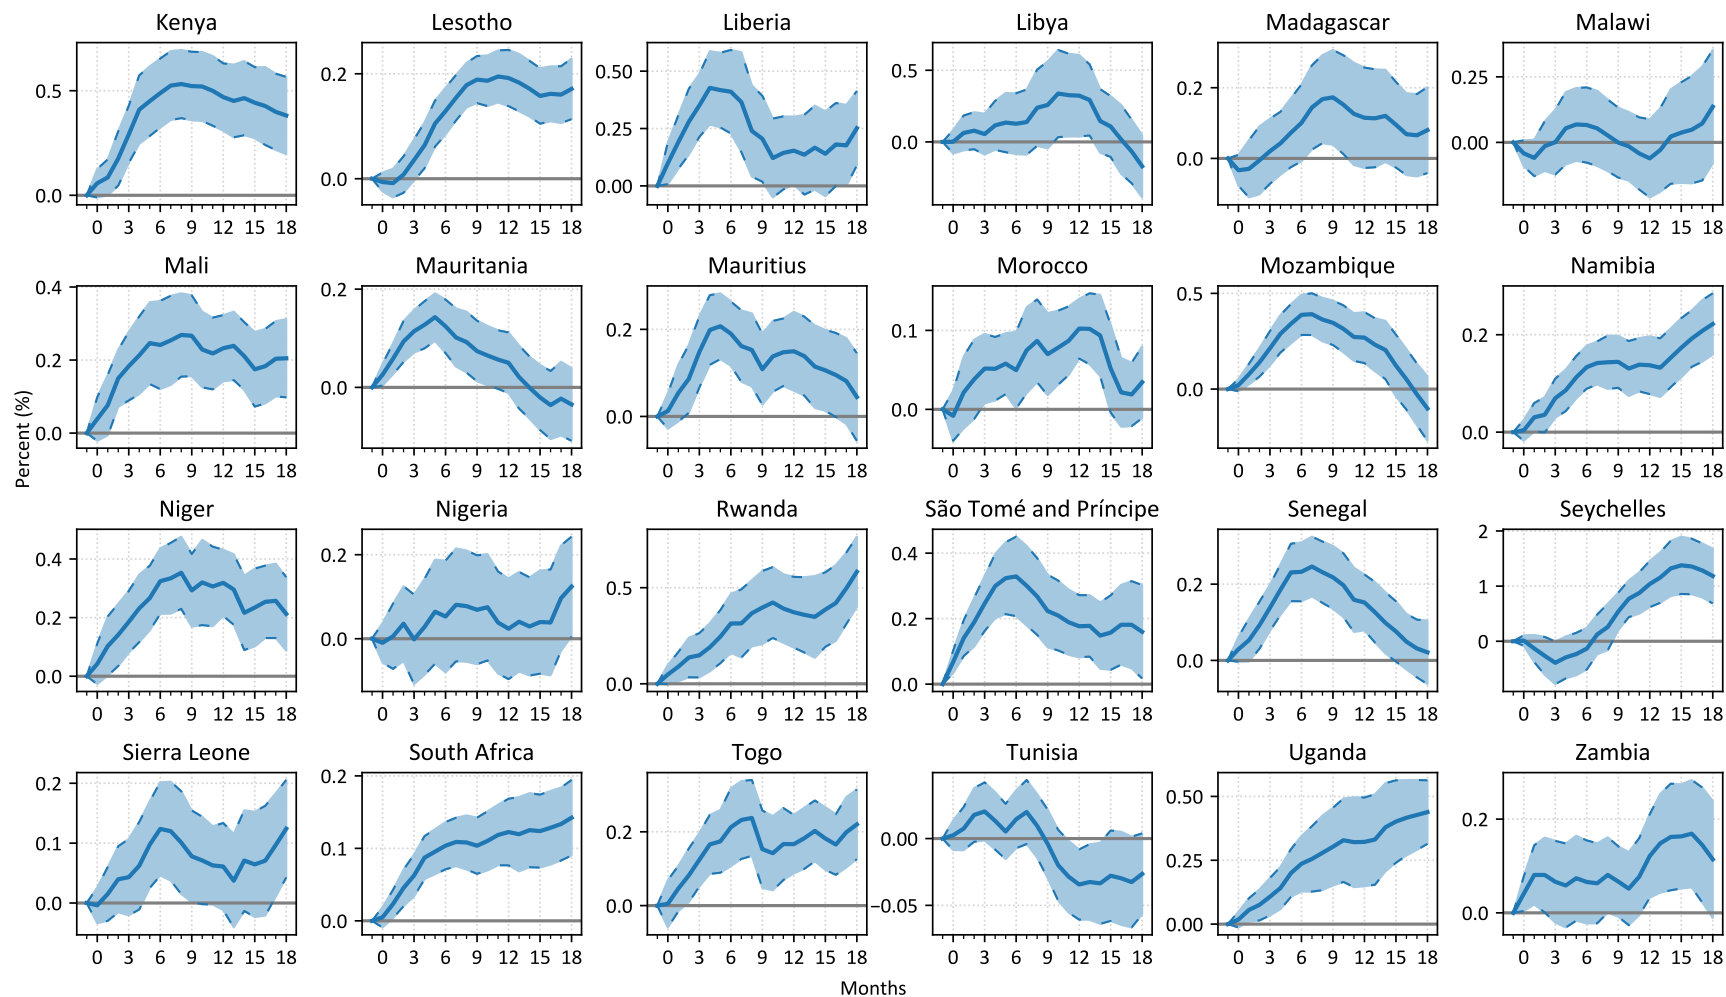 Kenya Lesotho Liberia Libya Madagascar Malawi
0.5 0.0
0.2 0.0
0.50 0.25 0.00
0.5 0.0
0.2 0.0
0.25 0.00
0 3 6 9 12 15 18 0 3 6 9 12 15 18 0 3 6 9 12 15 18 0 3 6 9 12 15 18 0 3 6 9 12 15 18 0 3 6 9 12 15 18
Mali Mauritania Mauritius Morocco Mozambique Namibia
0.4 0.2 0.0
0.2 0.0
0.2 0.0
0.1 0.0
0.5 0.0
0.2 0.0
0 3 6 9 12 15 18 0 3 6 9 12 15 18 0 3 6 9 12 15 18 0 3 6 9 12 15 18 0 3 6 9 12 15 18 0 3 6 9 12 15 18
Percent (%)
Niger Nigeria Rwanda São Tomé and Príncipe Senegal Seychelles
0.4 0.2 0.0
0.2 0.0
0.5 0.0
0.4 0.2 0.0
0.2 0.0
2 1 0
0 3 6 9 12 15 18 0 3 6 9 12 15 18 0 3 6 9 12 15 18 0 3 6 9 12 15 18 0 3 6 9 12 15 18 0 3 6 9 12 15 18
Sierra Leone South Africa Togo Tunisia Uganda Zambia
0.2 0.1 0.0
0.2 0.1 0.0
0.2 0.0
0.00 −0.05
0.50 0.25 0.00
0.2 0.0
0 3 6 9 12 15 18 0 3 6 9 12 15 18 0 3 6 9 12 15 18 0 3 6 9 12 15 18 0 3 6 9 12 15 18 0 3 6 9 12 15 18
Months